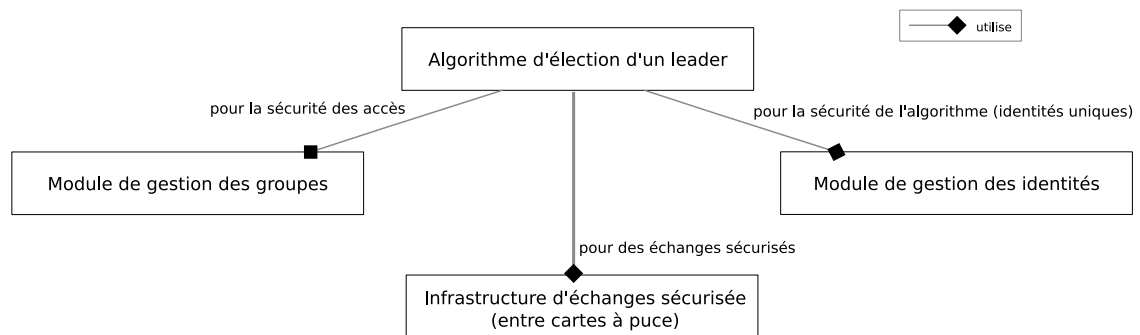 utilise
Algorithme d'élection d'un leader
pour la sécurité des accès
pour la sécurité de l'algorithme (identités uniques)
Module de gestion des groupes
Module de gestion des identités
pour des échanges sécurisés
Infrastructure d'échanges sécurisée
(entre cartes à puce)